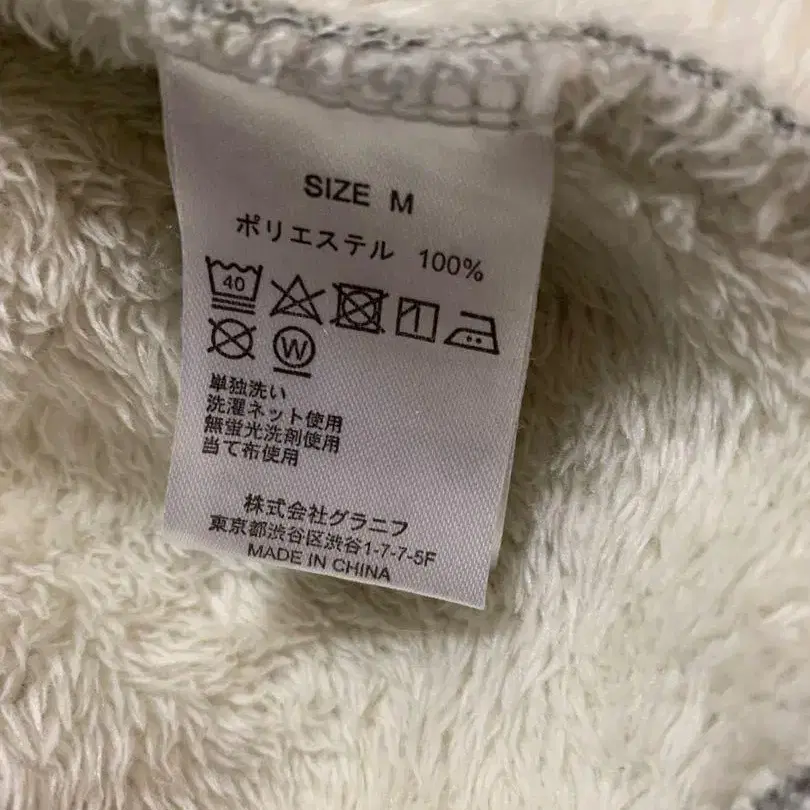 SIZE M
ポリエステル 100%
40
W
単独洗い
洗濯ネット使用
無蛍光洗剤使用
当て布使用
株式会社グラニフ
東京都渋谷区渋谷1-7-7-5F
MADE IN CHINA